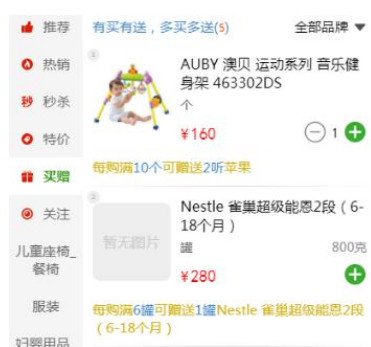 推荐
热销
秒 秒杀
特价
买赠
关注
儿童座椅_
餐椅
服装
妇婴用品
有买有送，多买多送(5)
全部品牌
①
AUBY 澳贝 运动系列 音乐健
身架 463302DS
个
¥160
1
每购满10个可赠送2听苹果
②
暂无图片
Nestle 雀巢超级能恩2段（6-
18个月）
罐
800克
¥280
每购满6罐可赠送1罐Nestle 雀巢超级能恩2段
（6-18个月）